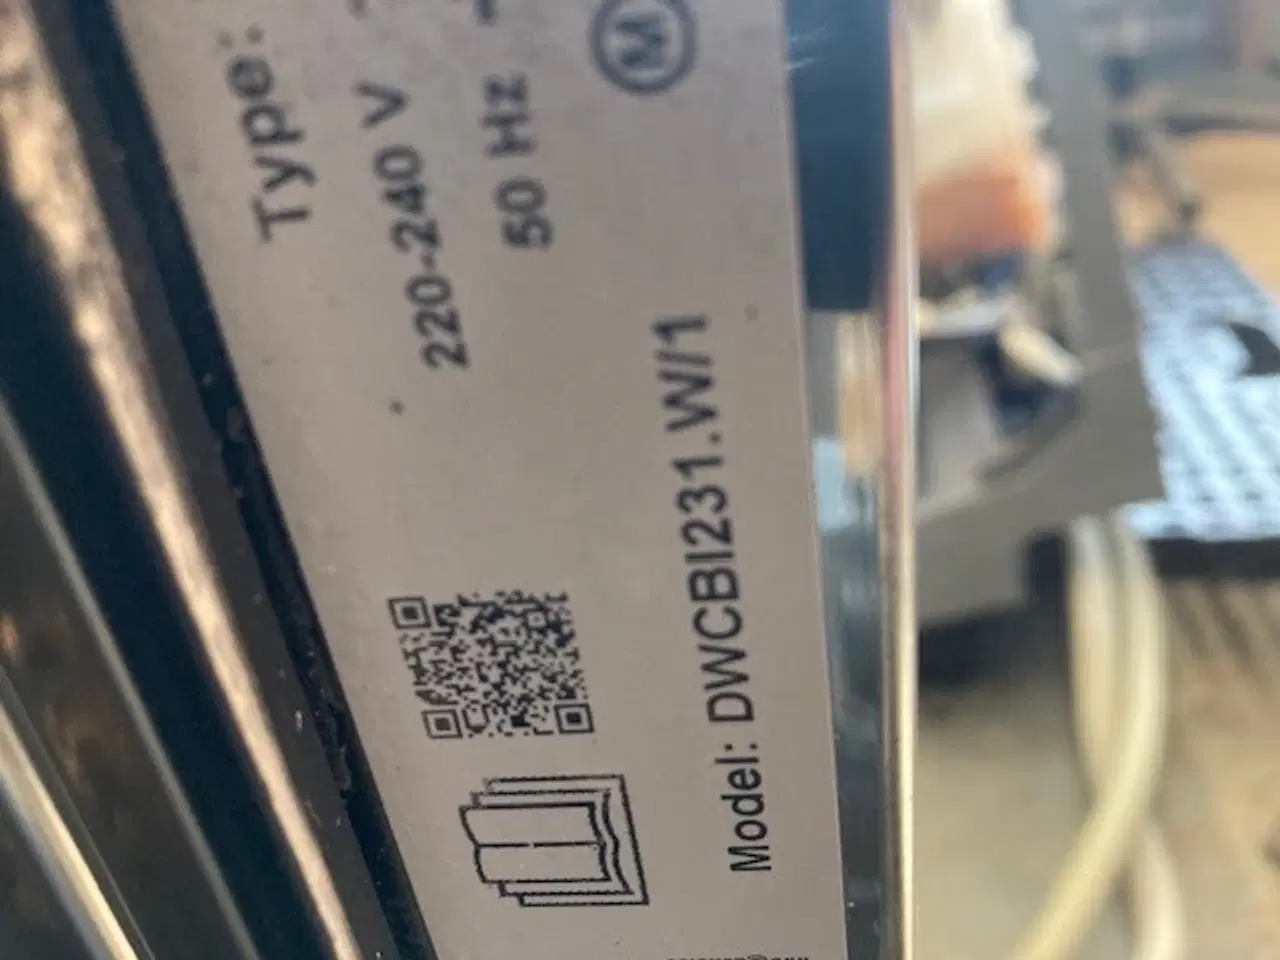 Type:
220-240 V
50 Hz
M
Model: DWCBI231.W/1